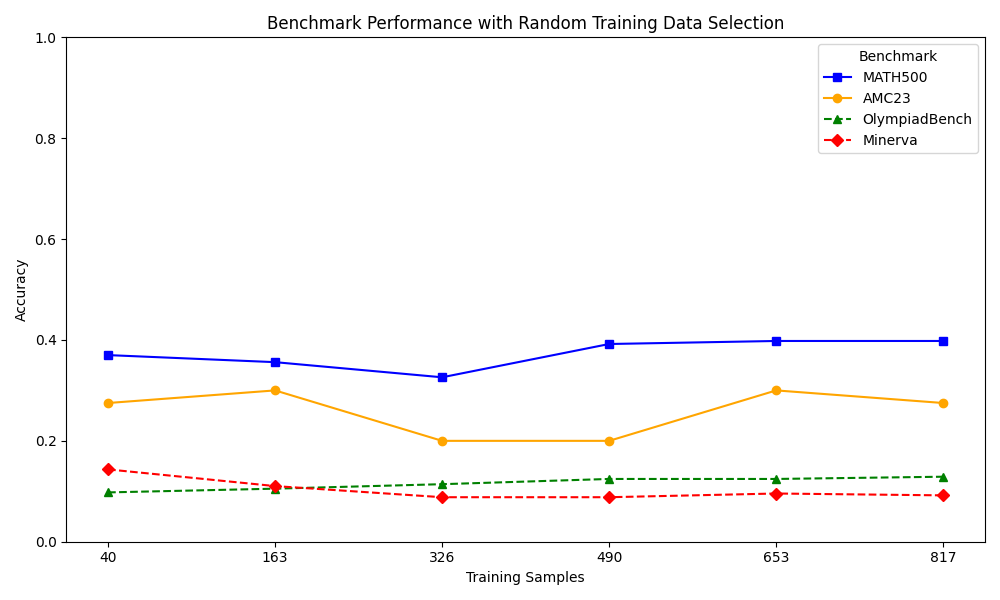 Benchmark Performance with Random Training Data Selection
1.0
0.8
0.6
0.4
0.2
0.0
Accuracy
Benchmark
MATH500
AMC23
OlympiadBench
Minerva
40 163 326 490 653 817
Training Samples